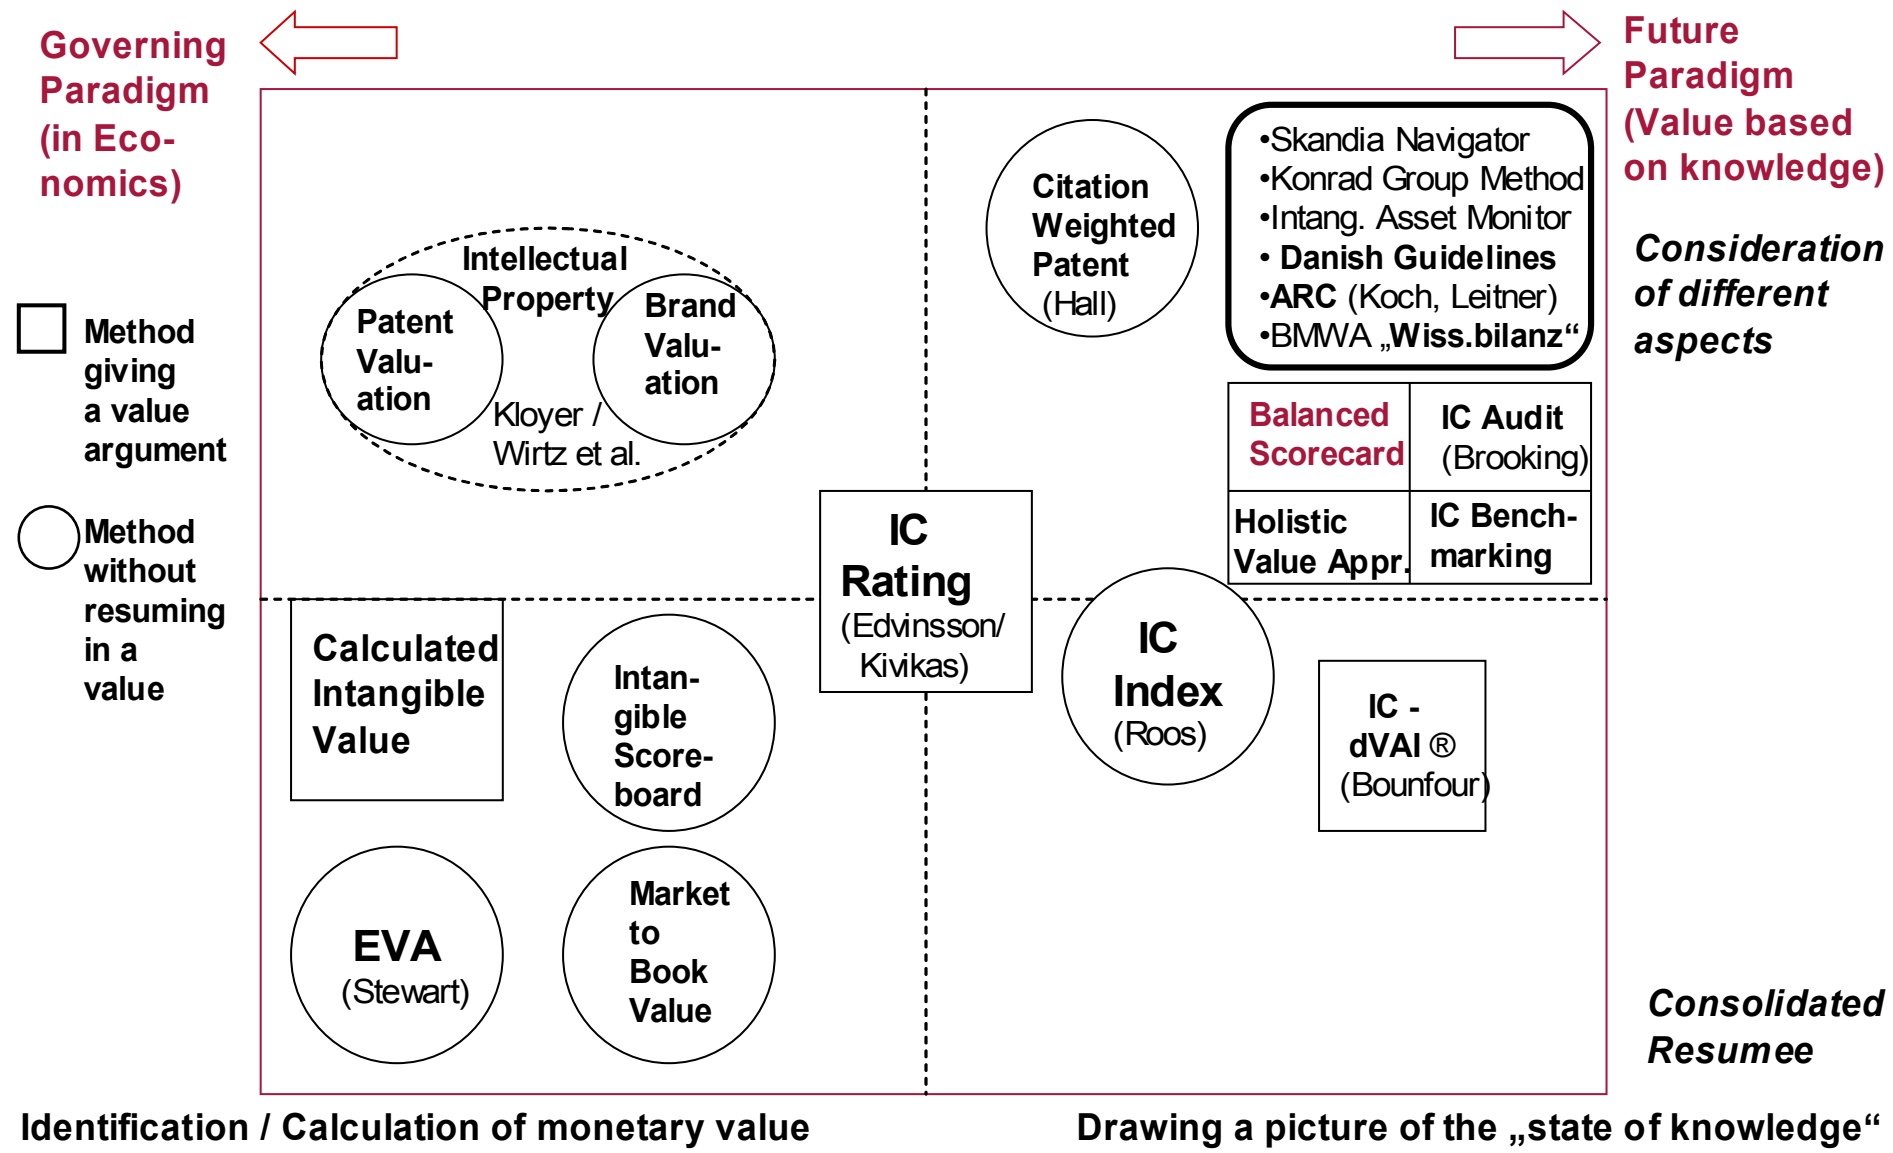 Governing
Paradigm
(in Eco-
nomics)
Future
Paradigm
(Value based
on knowledge)
Consideration
of different
aspects
Method
giving
a value
argument
Method
without
resuming
in a
value
Intellectual
Property
Patent
Valu-
ation
Brand
Valu-
ation
Kloyer /
Wirtz et al.
Citation
Weighted
Patent
(Hall)
•Skandia Navigator
•Konrad Group Method
•Intang. Asset Monitor
• Danish Guidelines
•ARC (Koch, Leitner)
•BMWA „Wiss.bilanz“
Balanced
Scorecard
IC Audit
(Brooking)
Holistic
Value Appr.
IC Bench-
marking
IC
Rating
(Edvinsson/
Kivikas)
Calculated
Intangible
Value
Intan-
gible
Score-
board
IC
Index
(Roos)
IC -
dVAI ®
(Bounfour)
EVA
(Stewart)
Market
to
Book
Value
Consolidated
Resumee
Identification / Calculation of monetary value
Drawing a picture of the „state of knowledge“